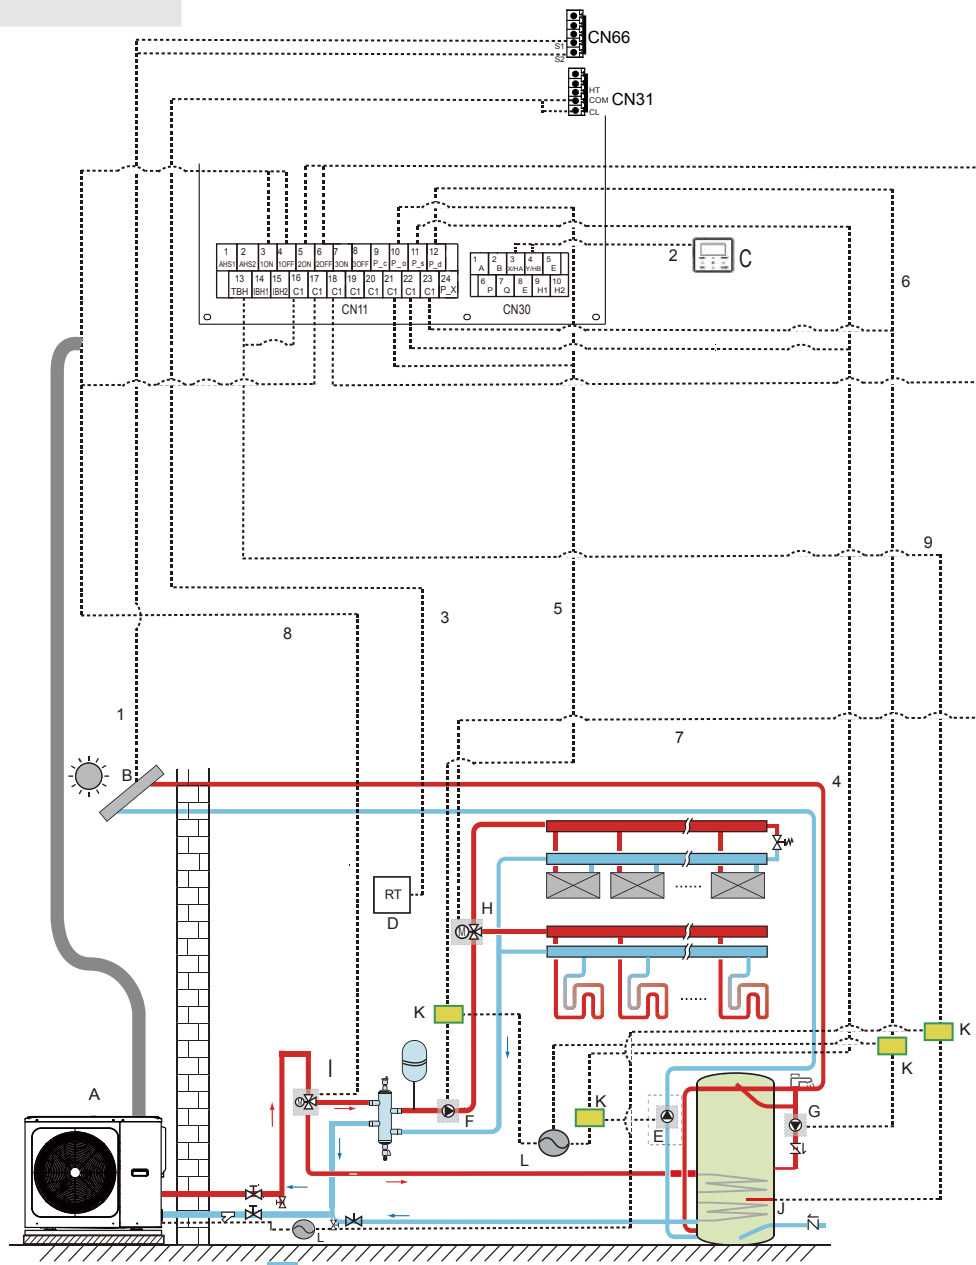 S1
CN66
S2
HT
COM
CN31
CL
1 2 3 4 5 6 7 8 9 10 11 12
AHS1 AHS2 1ON 1OFF 2ON 2OFF 3ON 3OFF P_c P_o P_s P_d
13 14 15 16 17 18 19 20 21 22 23 24
TBH IBH1 IBH2 C1 C1 C1 C1 C1 C1 C1 C1 P_X
CN11
1 2 3 4 5
A B X/HA Y/HB E
6 7 8 9 10
P Q E H1 H2
CN30
2
C
6
9
3
5
8
1
7
B
4
RT
D
H
M
K
K
K
I
A
M
F
K
E
G
L
J
L